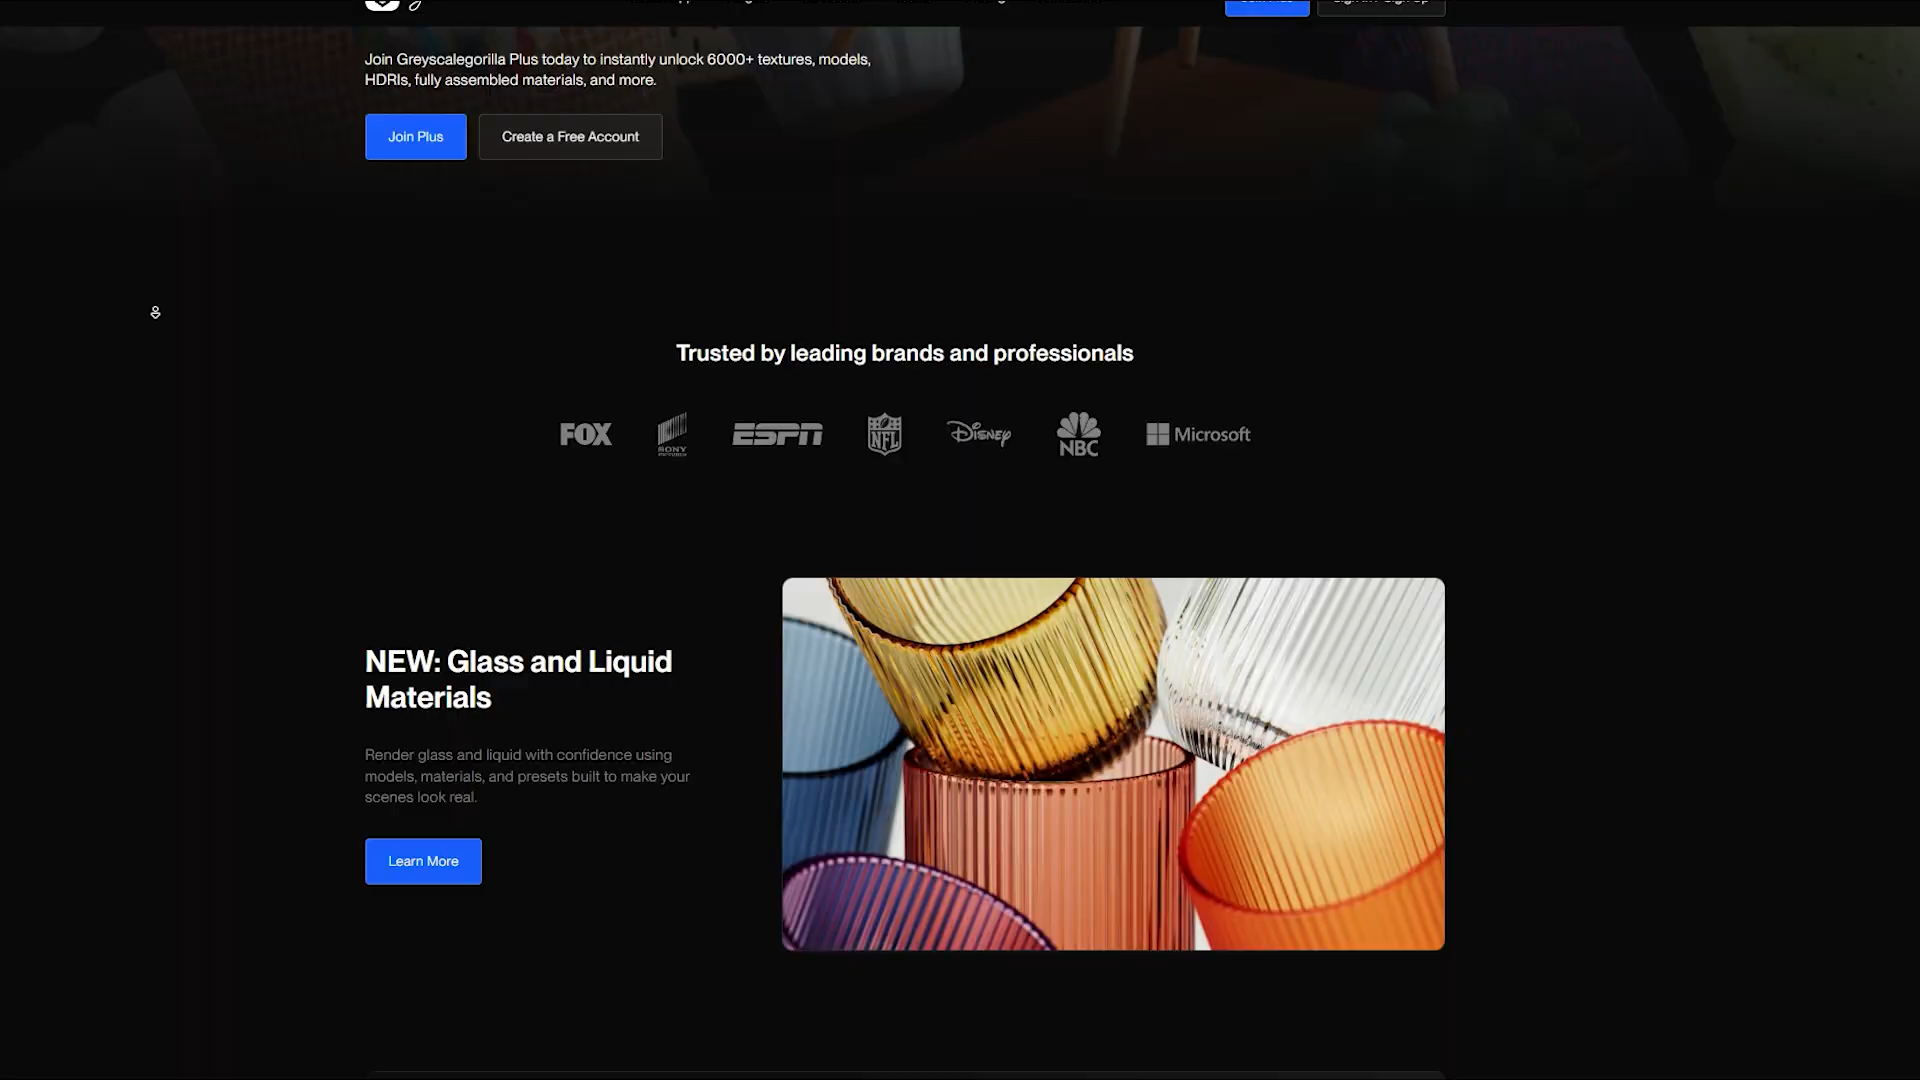 Join Greyscalegorilla Plus today to instantly unlock 6000+ textures, models,
HDRIs, fully assembled materials, and more.
Join Plus
Create a Free Account
Trusted by leading brands and professionals
FOX
SONY
PICTURES
ESPN
NFL
Disney
NBC
Microsoft
NEW: Glass and Liquid
Materials
Render glass and liquid with confidence using
models, materials, and presets built to make your
scenes look real.
Learn More